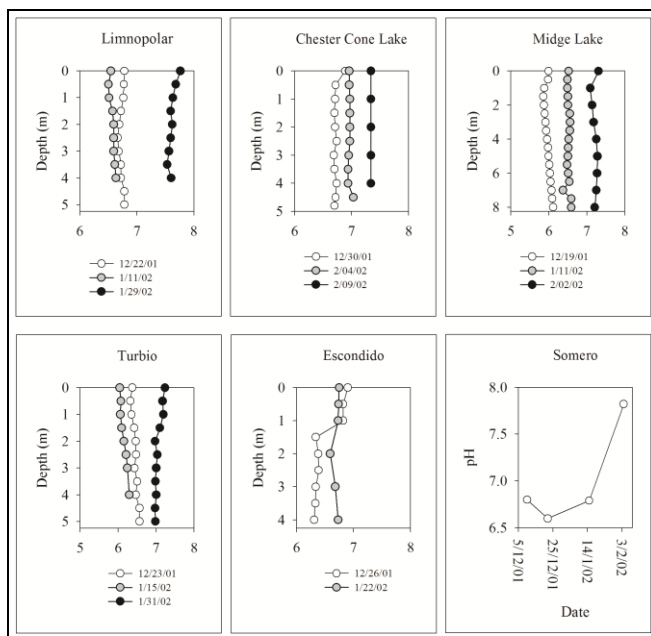 Limnopolar
0
1
2
3
4
5
Depth (m)
6 7 8
12/22/01
1/11/02
1/29/02
Chester Cone Lake
0
1
2
3
4
5
Depth (m)
6 7 8
12/30/01
2/04/02
2/09/02
Midge Lake
0
2
4
6
8
Depth (m)
5 6 7 8
12/19/01
1/11/02
2/02/02
Turbio
0
1
2
3
4
5
Depth (m)
5 6 7 8
12/23/01
1/15/02
1/31/02
Escondido
0
1
2
3
4
Depth (m)
6 7 8
12/26/01
1/22/02
Somero
8.0
7.5
7.0
6.5
pH
5/12/01
25/12/01
14/1/02
3/2/02
Date